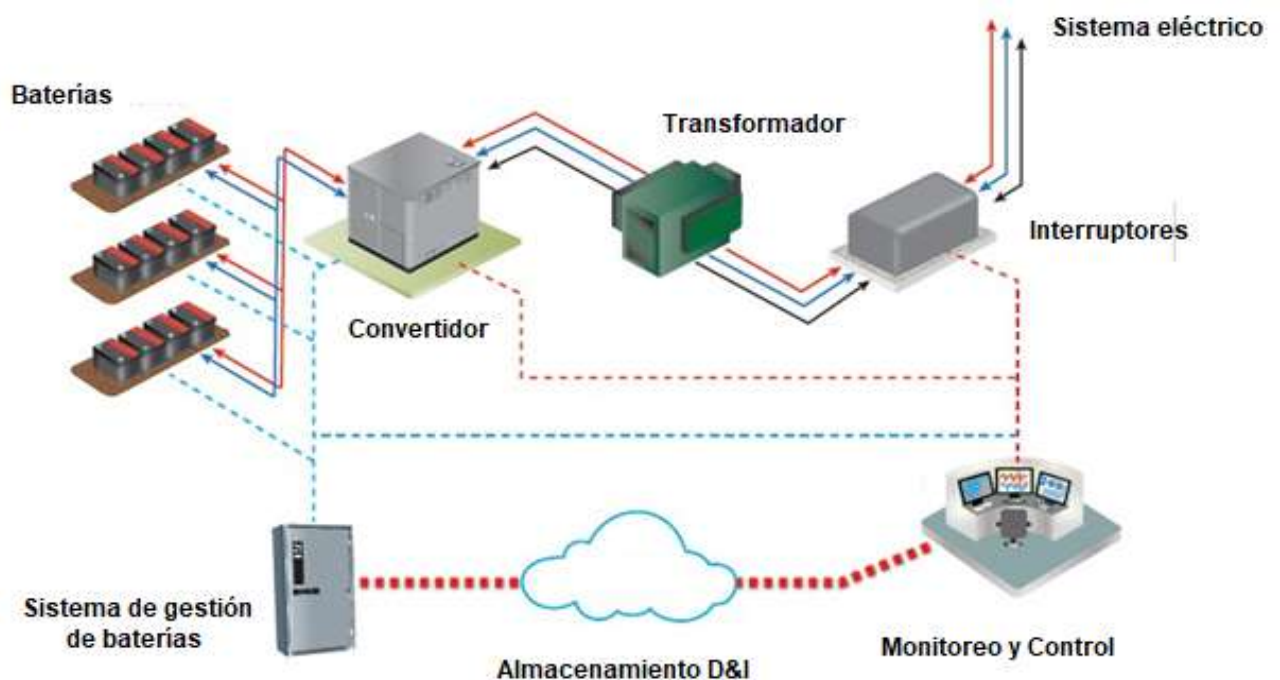 Sistema eléctrico
Baterías
Transformador
Interruptores
Convertidor
Sistema de gestión
de baterías
Almacenamiento D&I
Monitoreo y Control